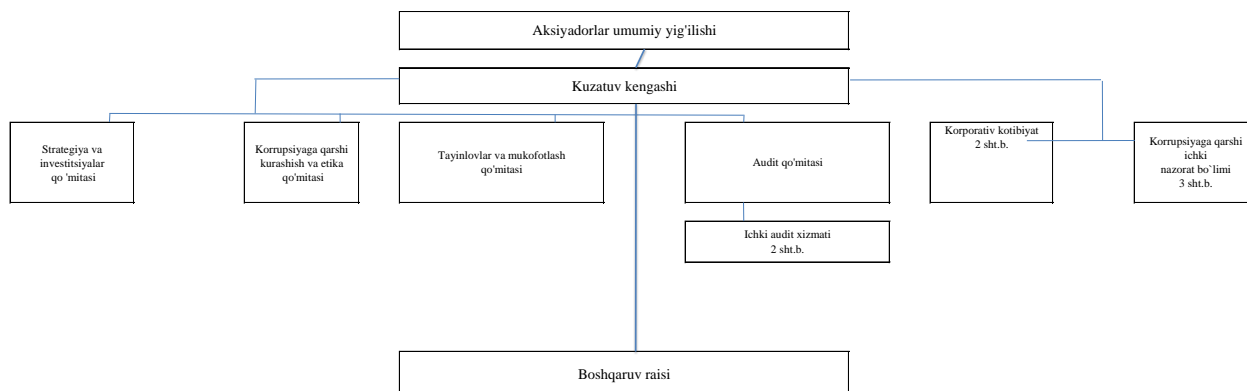 Aksiyadorlar umumiy yig'ilishi
Kuzatuv kengashi
Strategiya va
investitsiyalar
qo 'mitasi
Korrupsiyaga qarshi
kurashish va etika
qo'mitasi
Tayinlovlar va mukofotlash
qo'mitasi
Audit qo'mitasi
Korporativ kotibiyat
2 sht.b.
Korrupsiyaga qarshi
ichki
nazorat bo`limi
3 sht.b.
Ichki audit xizmati
2 sht.b.
Boshqaruv raisi